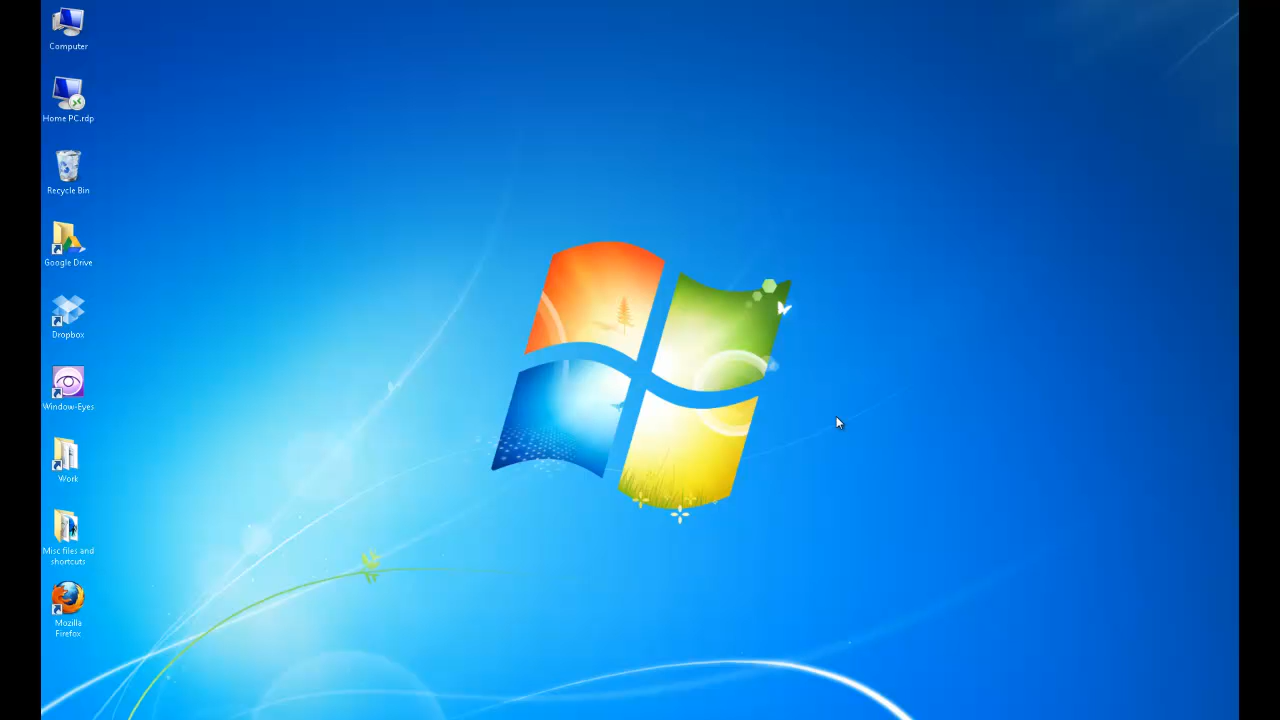 Computer
Home PC.rdp
Recycle Bin
Google Drive
Dropbox
Window-Eyes
Work
Misc files and
shortcuts
Mozilla
Firefox